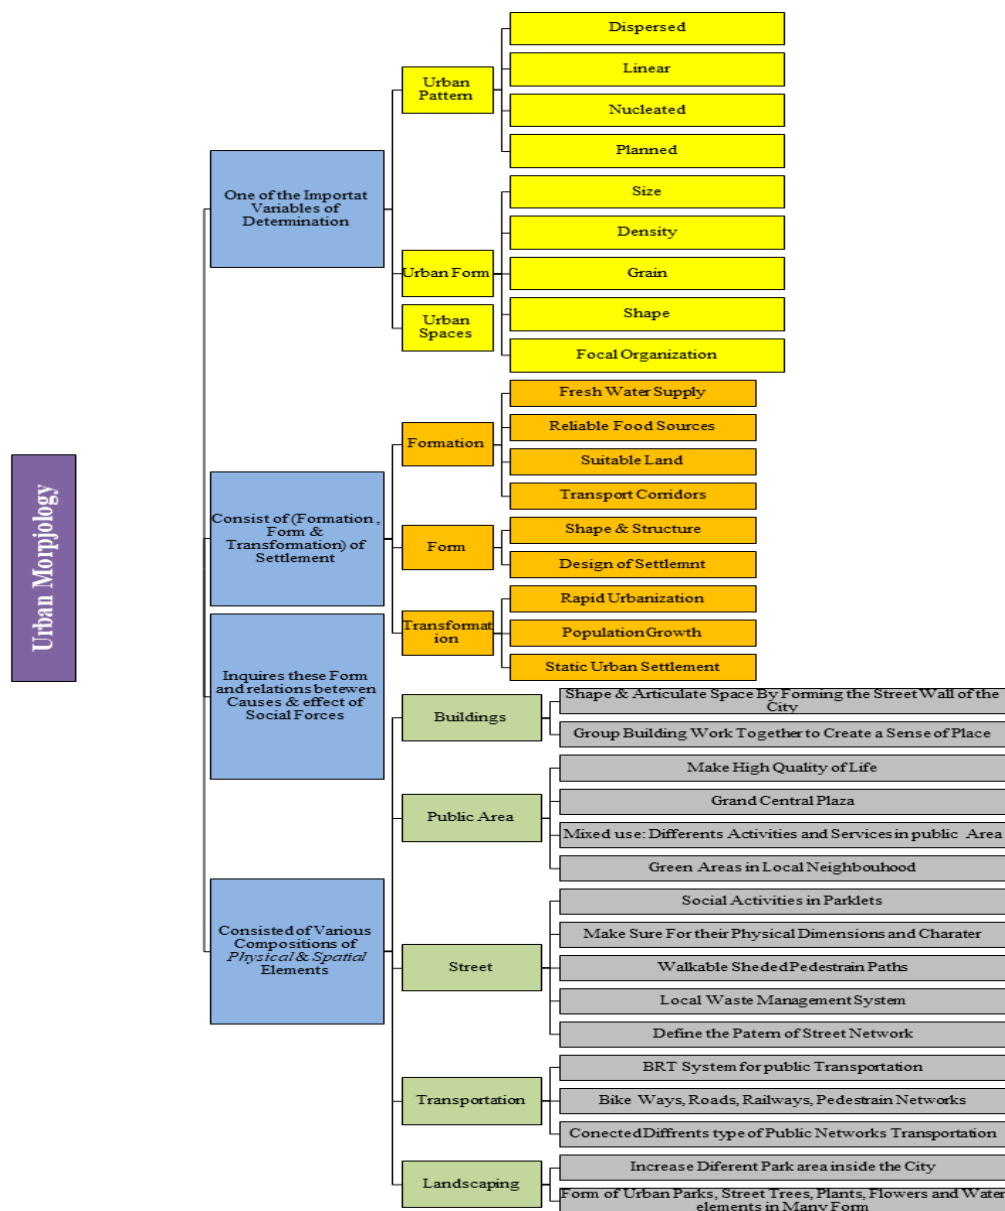 Urban Morpjology
One of the Importat
Variables of
Determination
Urban
Pattern
Dispersed
Linear
Nucleated
Planned
Urban Form
Size
Density
Grain
Shape
Focal Organization
Urban
Spaces
Consist of (Formation ,
Form &
Transformation) of
Settlement
Formation
Fresh Water Supply
Reliable Food Sources
Suitable Land
Transport Corridors
Form
Shape & Structure
Design of Settlemnt
Transformat
ion
Rapid Urbanization
Population Growth
Static Urban Settlement
Inquires these Form
and relations betewen
Causes & effect of
Social Forces
Consisted of Various
Compositions of
Physical & Spatial
Elements
Buildings
Shape & Articulate Space By Forming the Street Wall of the
City
Group Building Work Together to Create a Sense of Place
Public Area
Make High Quality of Life
Grand Central Plaza
Mixed use: Differents Activities and Services in public Area
Green Areas in Local Neighbouhood
Street
Social Activities in Parklets
Make Sure For their Physical Dimensions and Charater
Walkable Sheded Pedestrain Paths
Local Waste Management System
Define the Patern of Street Network
Transportation
BRT System for public Transportation
Bike Ways, Roads, Railways, Pedestrain Networks
Conected Diffrents type of Public Networks Transportation
Landscaping
Increase Diferent Park area inside the City
Form of Urban Parks, Street Trees, Plants, Flowers and Water
elements in Many Form